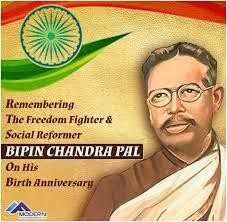 Remembering
The Freedom Fighter &
Social Reformer
BIPIN CHANDRA PAL
On His
Birth Anniversary
MODERN